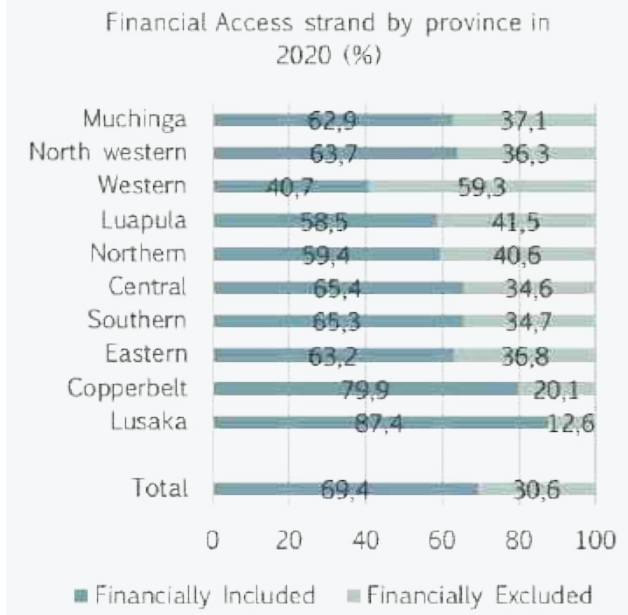 Financial Access strand by province in
2020 (%)
Muchinga 62,9 37,1
North western 63,7 36,3
Western 40,7 59,3
Luapula 58,5 41,5
Northern 59,4 40,6
Central 65,4 34,6
Southern 65,3 34,7
Eastern 63,2 36,8
Copperbelt 79,9 20,1
Lusaka 87,4 12,6
Total 69,4 30,6
0 20 40 60 80 100
Financially Included Financially Excluded